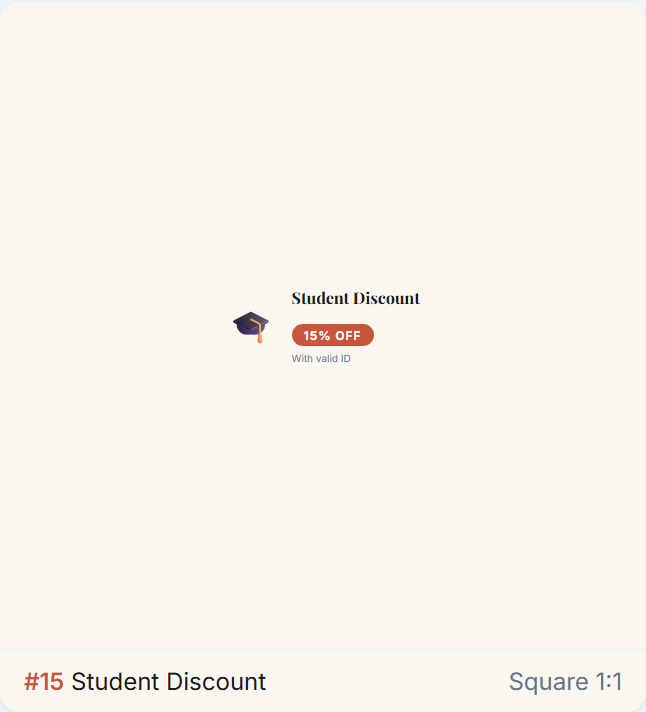 Student Discount
15% OFF
With valid ID
#15 Student Discount
Square 1:1